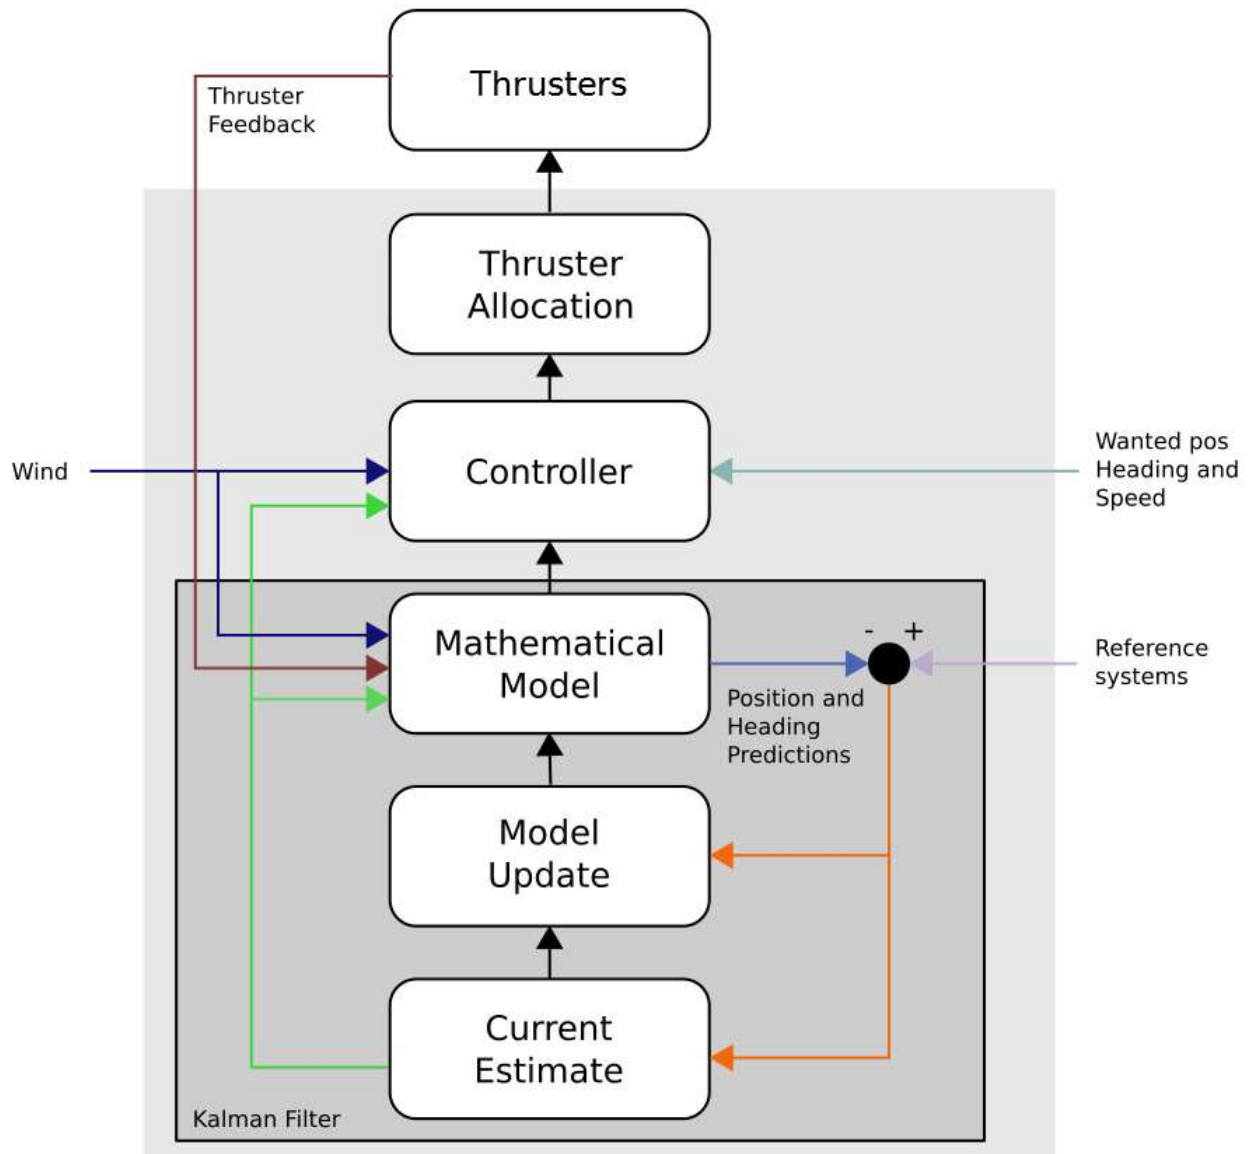 Thrusters
Thruster
Feedback
Thruster
Allocation
Wind
Controller
Wanted pos
Heading and
Speed
Mathematical
Model
- +
Reference
systems
Position and
Heading
Predictions
Model
Update
Current
Estimate
Kalman Filter